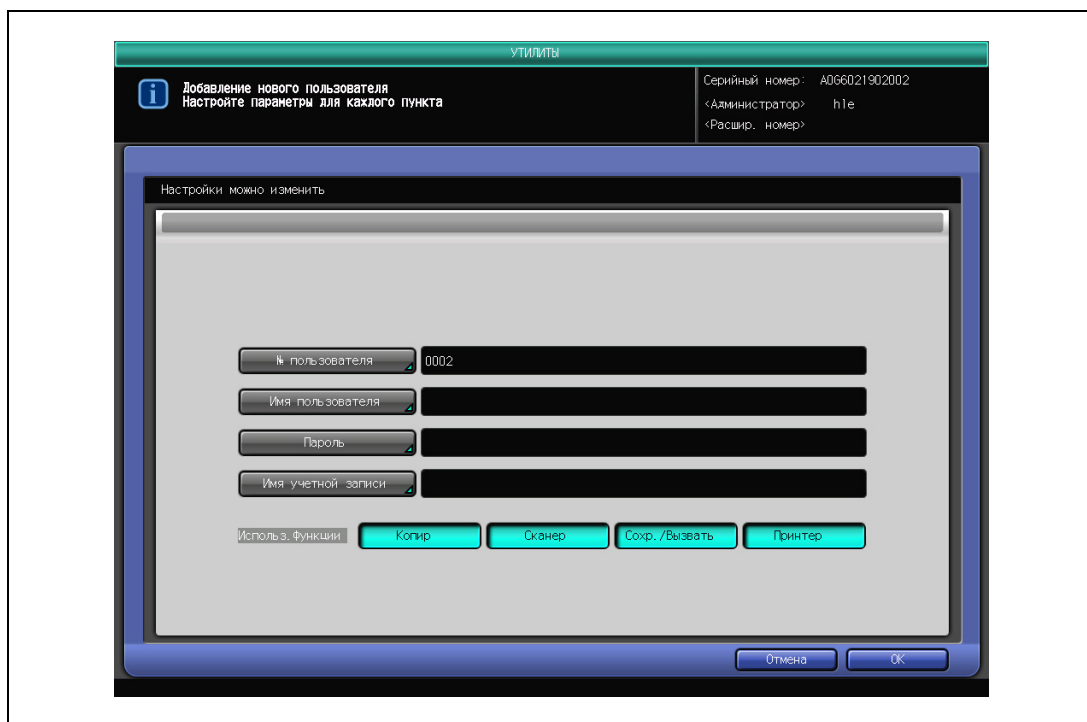 УТИЛИТЫ
Добавление нового пользователя
Настройте параметры для каждого пункта
Серийный номер: A0G6021902002
<Администратор> hle
<Расшир. номер>
Настройки можно изменить
№ пользователя 0002
Имя пользователя
Пароль
Имя учетной записи
Использ.Функции Копир Сканер Сохр./Вызвать Принтер
Отмена OK